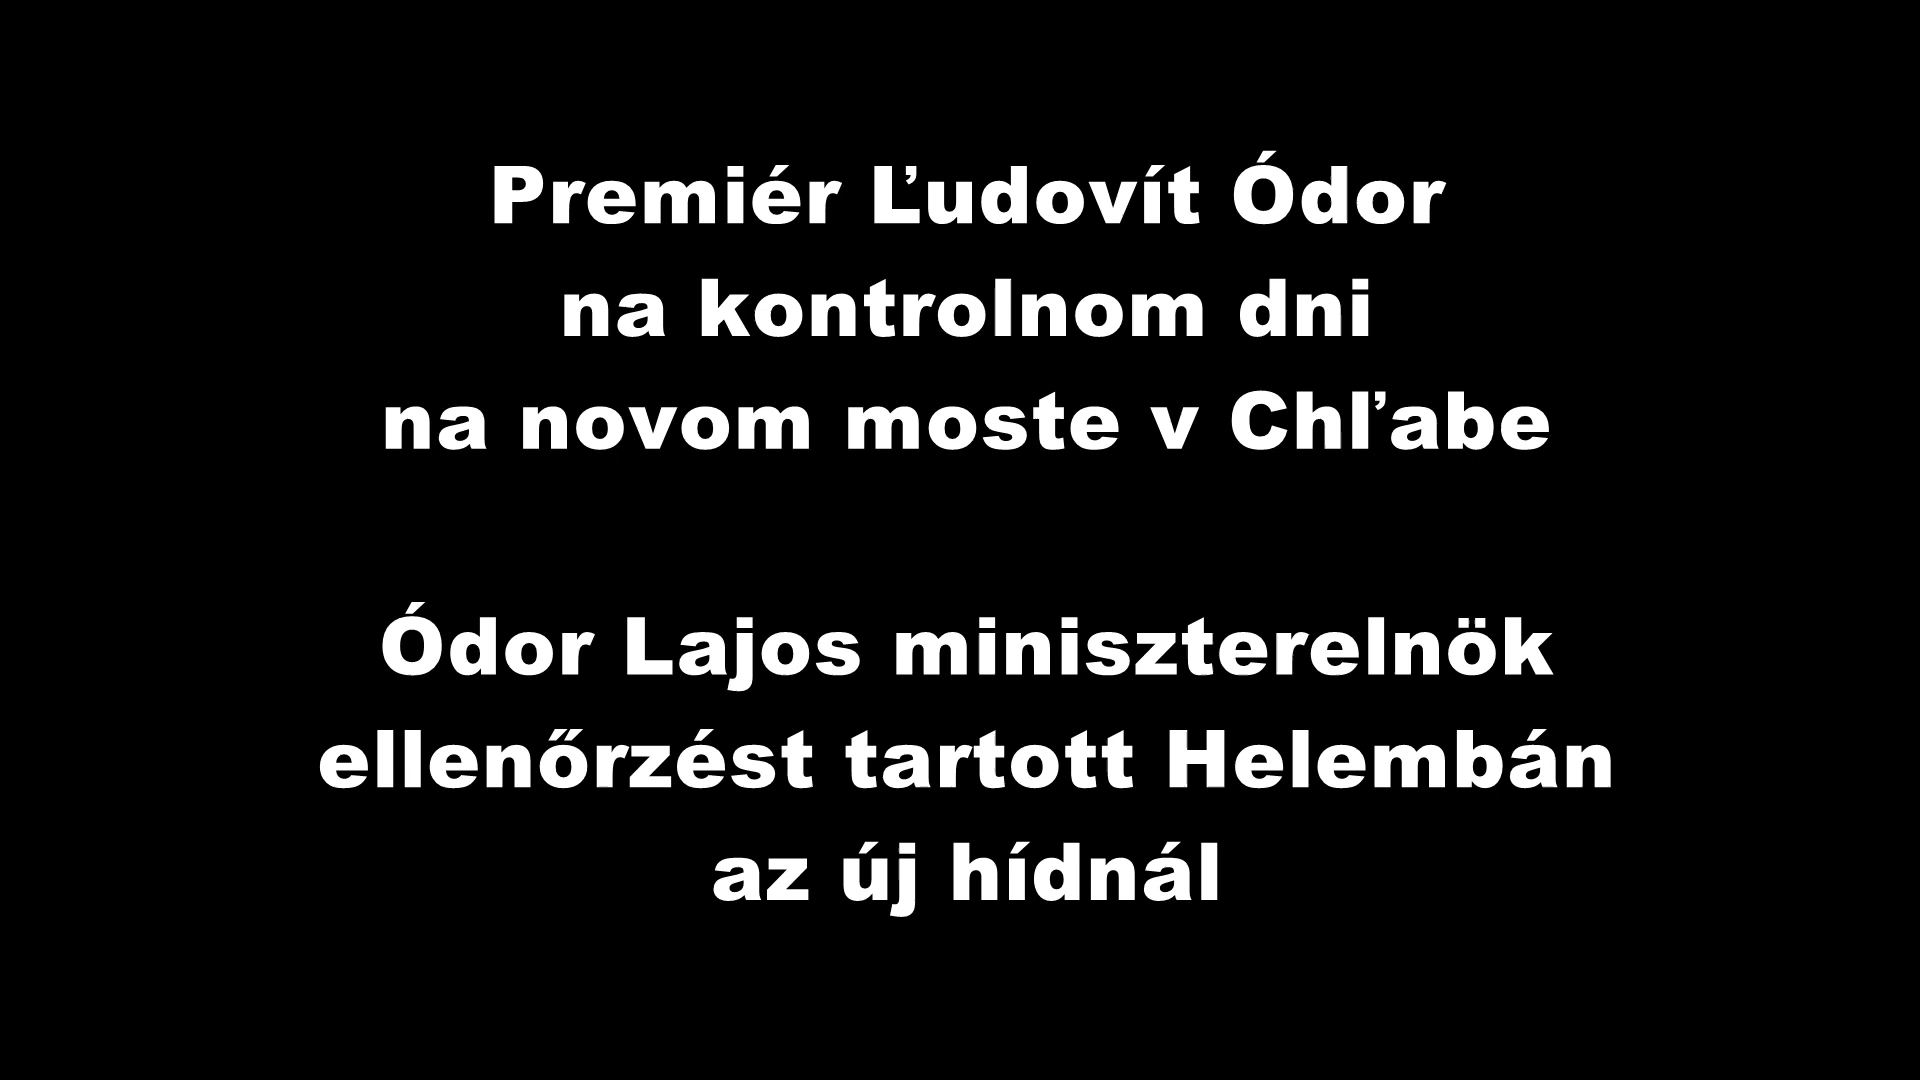 Premiér Ľudovít Ódor
na kontrolnom dni
na novom moste v Chľabe
Ódor Lajos miniszterelnök
ellenőrzést tartott Helembán
az új hídnál